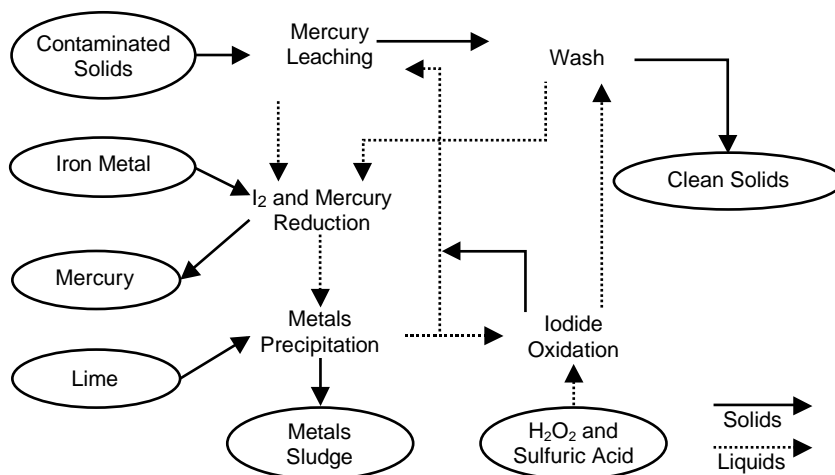 Contaminated
Solids
Mercury
Leaching
Wash
Iron Metal
Clean Solids
I₂ and Mercury
Reduction
Mercury
Metals
Precipitation
Iodide
Oxidation
Lime
Metals
Sludge
H₂O₂ and
Sulfuric Acid
Solids
Liquids